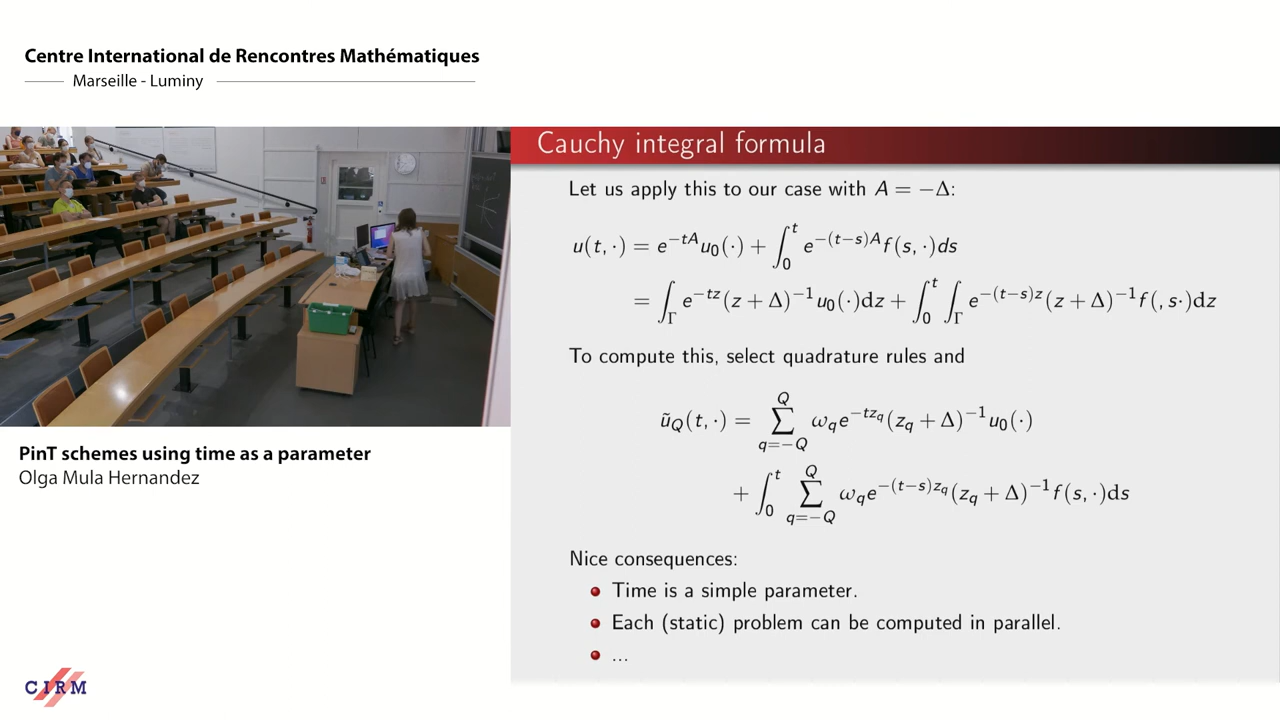 Centre International de Rencontres Mathématiques
Marseille - Luminy
Cauchy integral formula
Let us apply this to our case with A = −Δ:
u(t, ·) = e^{−tA}u_0(·) + ∫_0^t e^{−(t−s)A} f(s, ·)ds
= ∫_Γ e^{−tz}(z + Δ)^{−1}u_0(·)dz + ∫_0^t ∫_Γ e^{−(t−s)z}(z + Δ)^{−1}f(, s·)dz
To compute this, select quadrature rules and
ũ_Q(t, ·) = ∑_{q=−Q}^Q ω_q e^{−tz_q}(z_q + Δ)^{−1}u_0(·)
+ ∫_0^t ∑_{q=−Q}^Q ω_q e^{−(t−s)z_q}(z_q + Δ)^{−1}f(s, ·)ds
Nice consequences:
Time is a simple parameter.
Each (static) problem can be computed in parallel.
...
PinT schemes using time as a parameter
Olga Mula Hernandez
CIRM